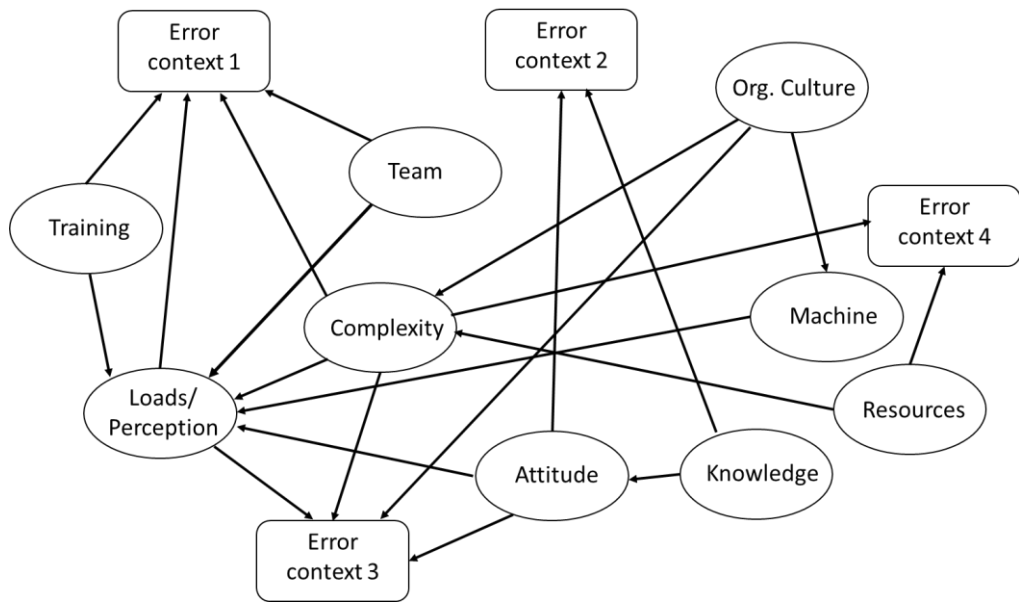 Error
context 1
Error
context 2
Org. Culture
Team
Error
context 4
Training
Complexity
Machine
Loads/
Perception
Resources
Attitude
Knowledge
Error
context 3